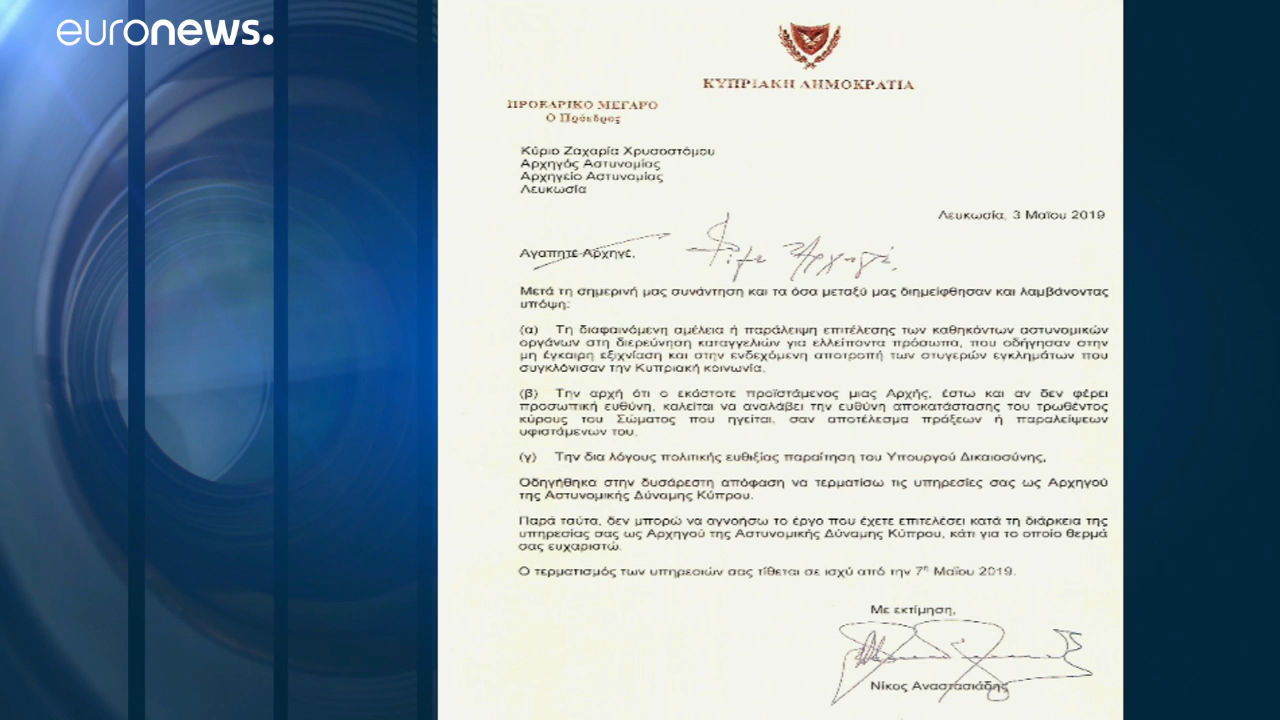 euronews.
ΚΥΠΡΙΑΚΗ ΔΗΜΟΚΡΑΤΙΑ
ΠΡΟΕΔΡΙΚΟ ΜΕΓΑΡΟ
Ο Πρόεδρος
Κύριο Ζαχαρία Χρυσοστόμου
Αρχηγός Αστυνομίας
Αρχηγείο Αστυνομίας
Λευκωσία
Λευκωσία, 3 Μαΐου 2019
Αγαπητέ Αρχηγέ, Φίλε Αρχηγέ,
Μετά τη σημερινή μας συνάντηση και τα όσα μεταξύ μας διημείφθησαν και λαμβάνοντας
υπόψη:
(α) Τη διαφαινόμενη αμέλεια ή παράλειψη επιτέλεσης των καθηκόντων αστυνομικών
οργάνων στη διερεύνηση καταγγελιών για ελλείποντα πρόσωπα, που οδήγησαν στην
μη έγκαιρη εξιχνίαση και στην ενδεχόμενη αποτροπή των στυγερών εγκλημάτων που
συγκλόνισαν την Κυπριακή κοινωνία.
(β) Την αρχή ότι ο εκάστοτε προϊστάμενος μιας Αρχής, έστω και αν δεν φέρει
προσωπική ευθύνη, καλείται να αναλάβει την ευθύνη αποκατάστασης του τρωθέντος
κύρους του Σώματος που ηγείται, σαν αποτέλεσμα πράξεων ή παραλείψεων
υφιστάμενων του.
(γ) Την δια λόγους πολιτικής ευθιξίας παραίτηση του Υπουργού Δικαιοσύνης,
Οδηγήθηκα στην δυσάρεστη απόφαση να τερματίσω τις υπηρεσίες σας ως Αρχηγού
της Αστυνομικής Δύναμης Κύπρου.
Παρά ταύτα, δεν μπορώ να αγνοήσω το έργο που έχετε επιτελέσει κατά τη διάρκεια της
υπηρεσίας σας ως Αρχηγού της Αστυνομικής Δύναμης Κύπρου, κάτι για το οποίο θερμά
σας ευχαριστώ.
Ο τερματισμός των υπηρεσιών σας τίθεται σε ισχύ από την 7η Μαΐου 2019.
Με εκτίμηση,
Νίκος Αναστασιάδης